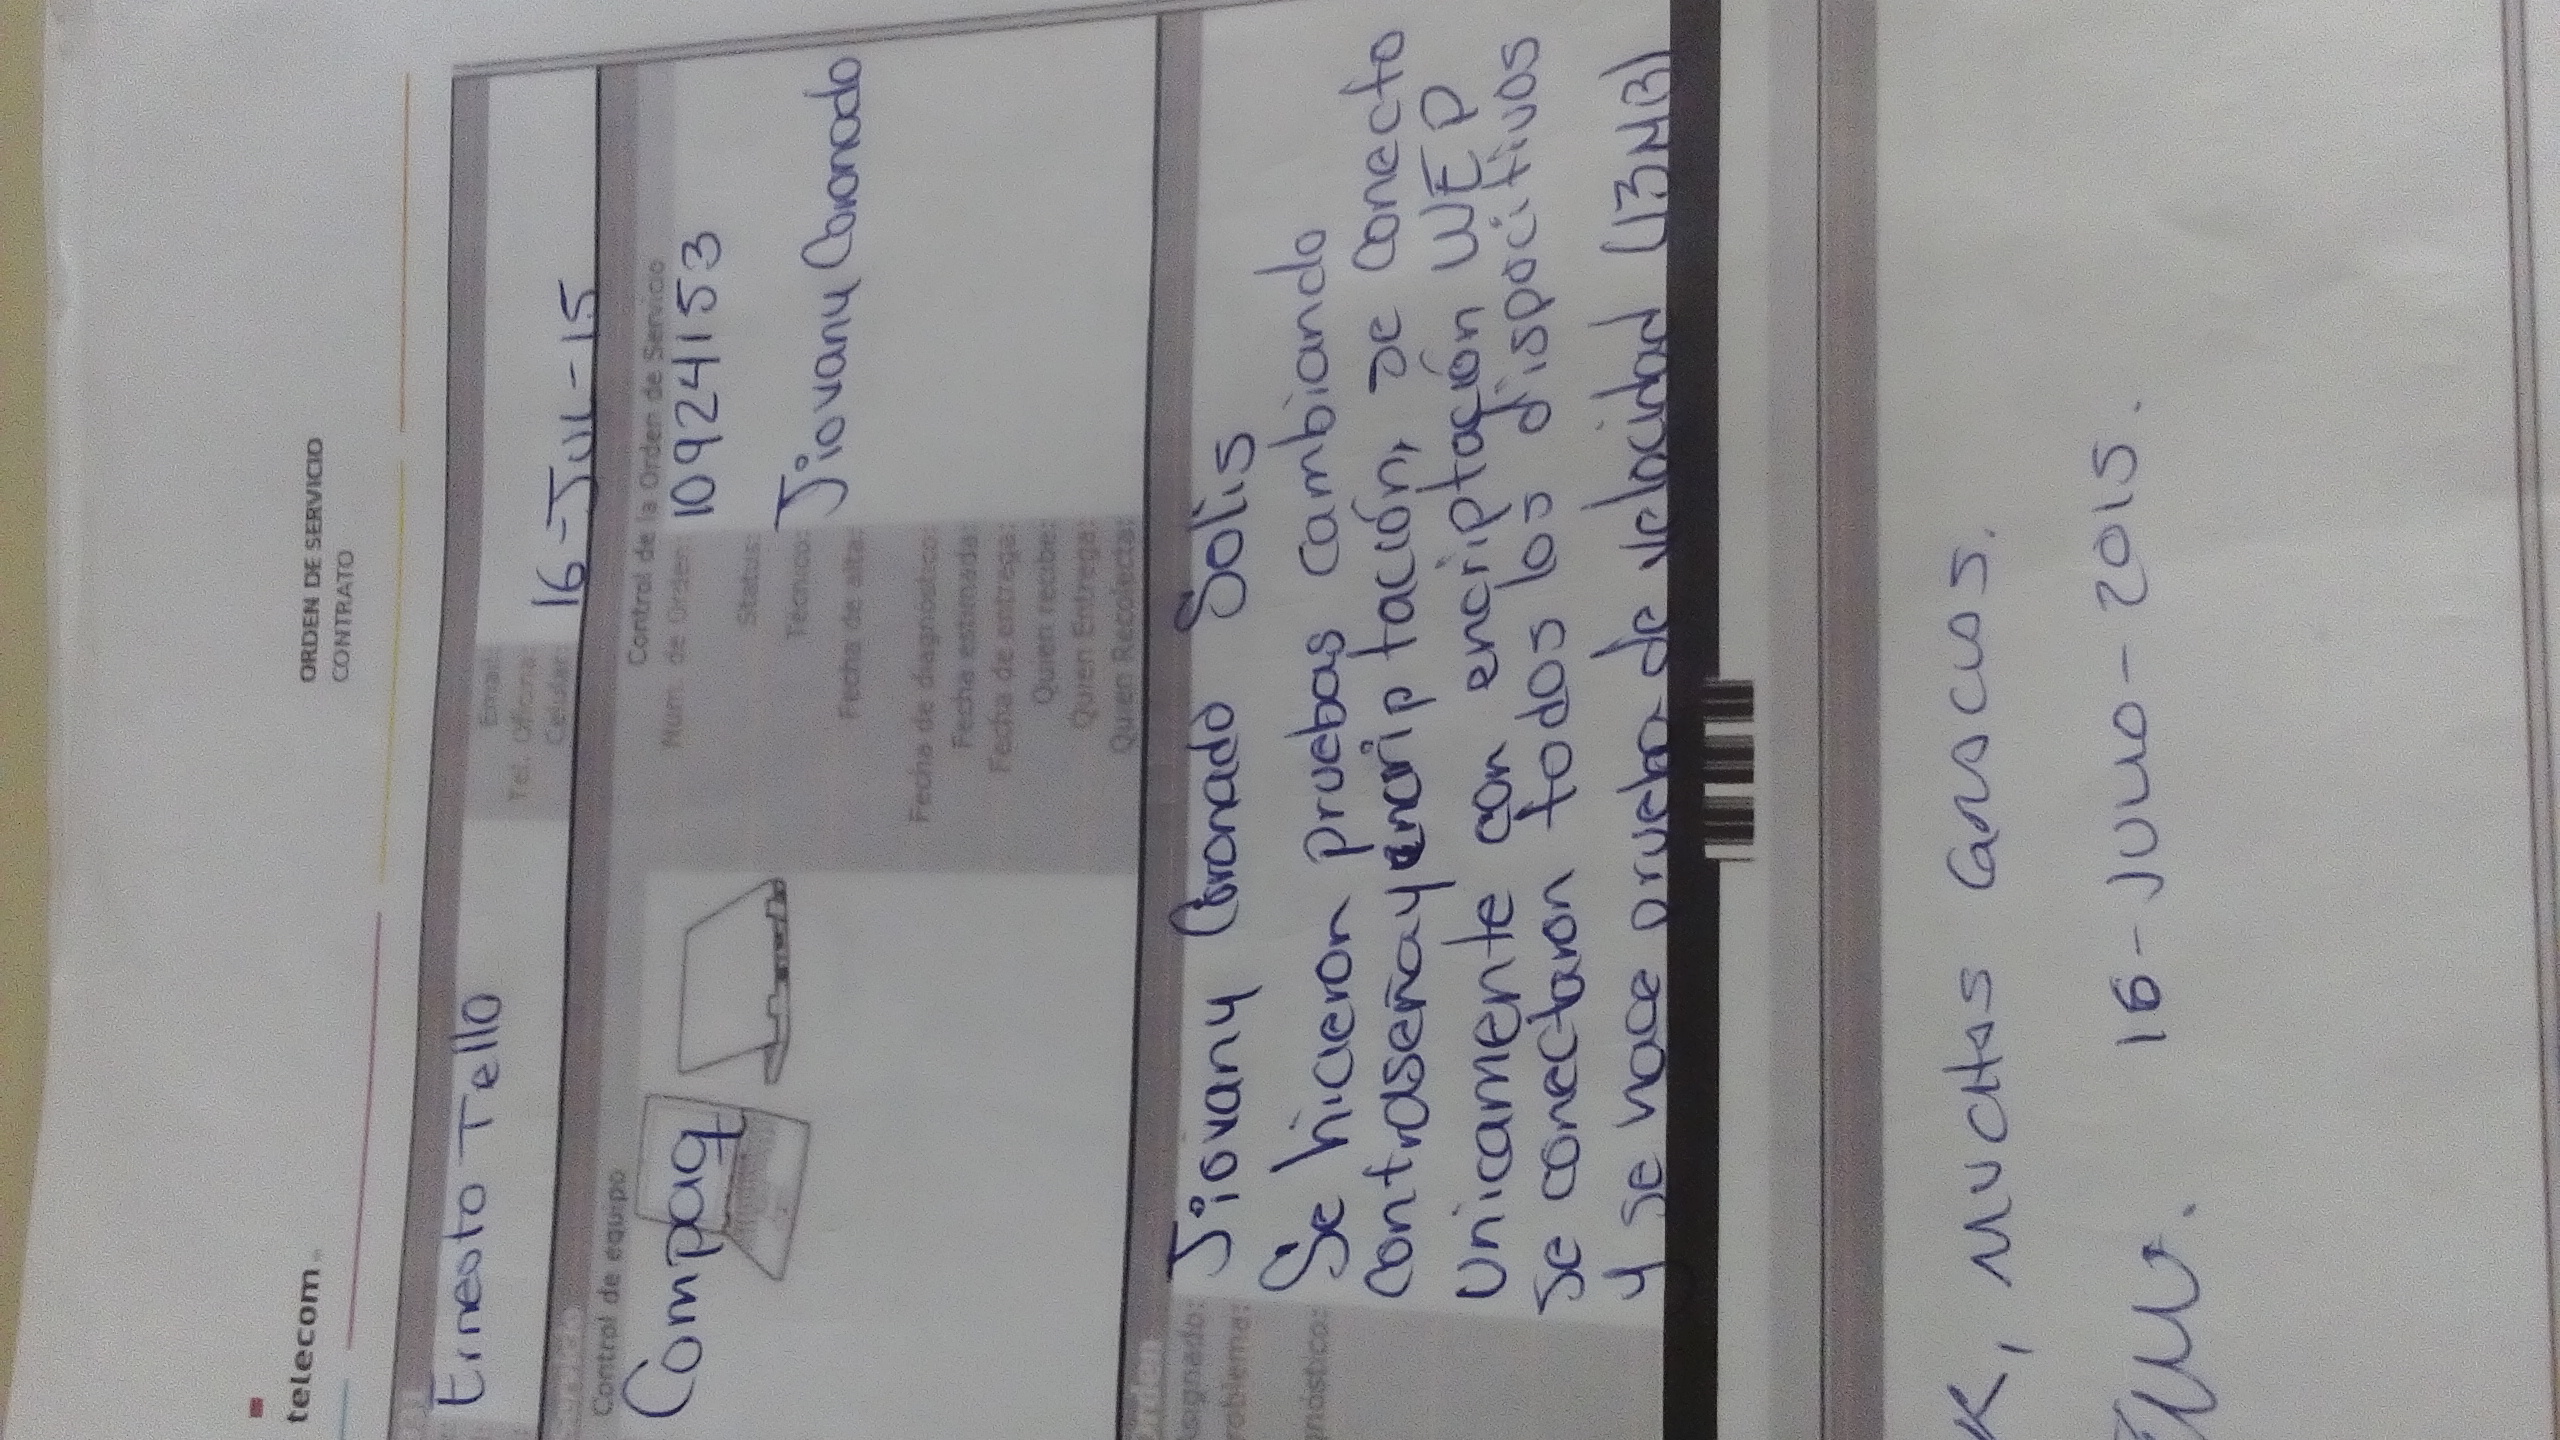 telecom
ORDEN DE SERVICIO
CONTRATO
Ernesto Tello
Email:
Tel. Oficina:
Celular:
16-JUL-15
Servicio
Control de equipo
Compaq
Control de la Orden de Servicio
Num. de Orden: 10924153
Status:
Técnico: Jiovany Coronado
Fecha de alta:
Fecha de diagnóstico:
Fecha estimada:
Fecha de entrega:
Quien recibe:
Quien Entrega:
Quien Recolecta:
Orden
Asignado: Jiovany Coronado Solis
roblema:
gnóstico: Se hicieron pruebas cambiando
contraseña y encriptación, se conecto
Unicamente con encriptación WEP
se conectaron todos los dispocitivos
y se hace prueba de velocidad (13MB)
K, MUCHAS GRACIAS.
16-JULIO-2015.